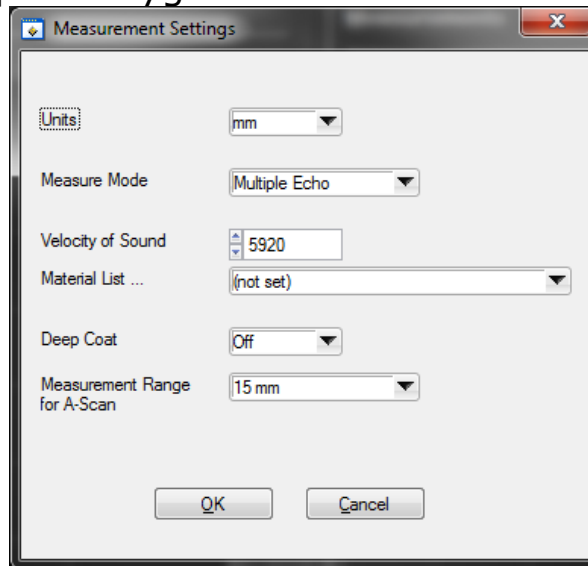 Measurement Settings
Units
mm
Measure Mode
Multiple Echo
Velocity of Sound
5920
Material List ...
(not set)
Deep Coat
Off
Measurement Range
for A-Scan
15 mm
OK
Cancel